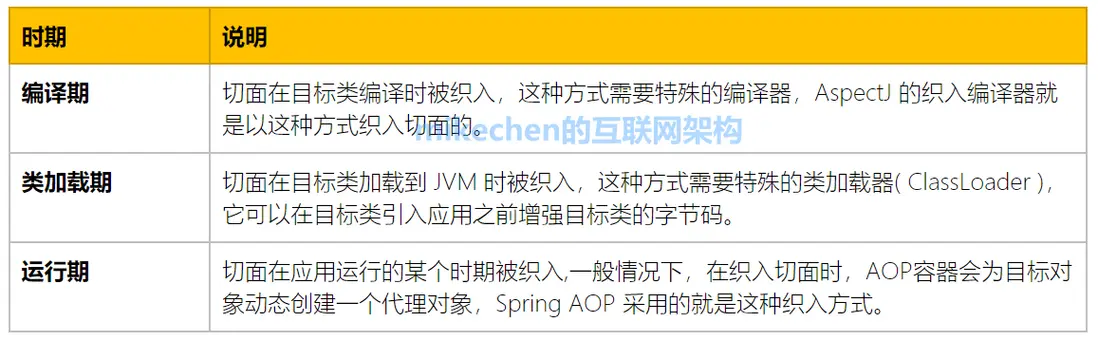 时期
说明
编译期
切面在目标类编译时被织入，这种方式需要特殊的编译器，AspectJ 的织入编译器就
是以这种方式织入切面的。
mikechen的互联网架构
类加载期
切面在目标类加载到 JVM 时被织入，这种方式需要特殊的类加载器( ClassLoader )，
它可以在目标类引入应用之前增强目标类的字节码。
运行期
切面在应用运行的某个时期被织入,一般情况下，在织入切面时，AOP容器会为目标对
象动态创建一个代理对象，Spring AOP 采用的就是这种织入方式。